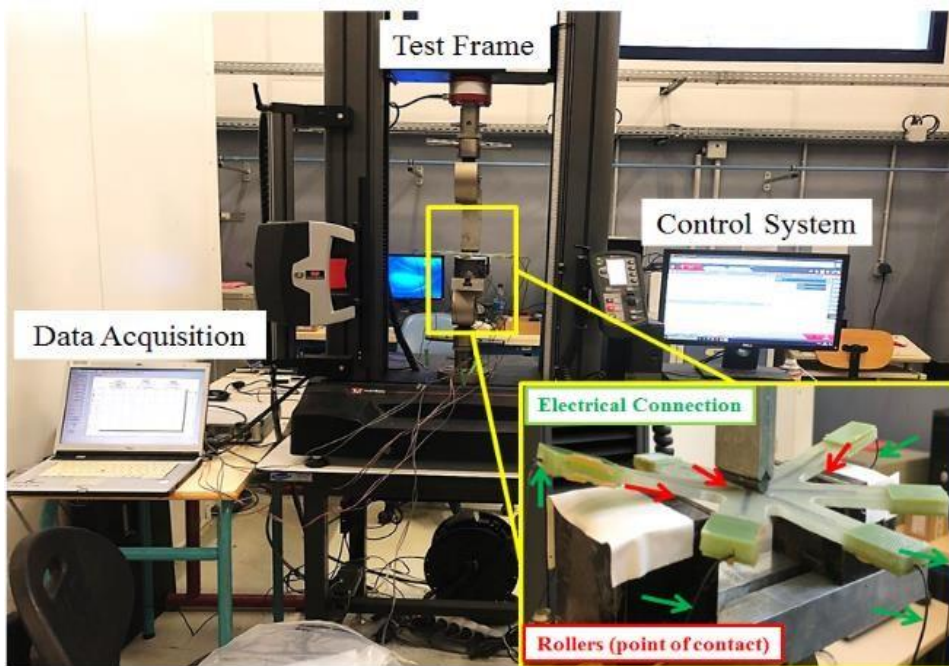 Test Frame
Control System
Data Acquisition
Electrical Connection
Rollers (point of contact)